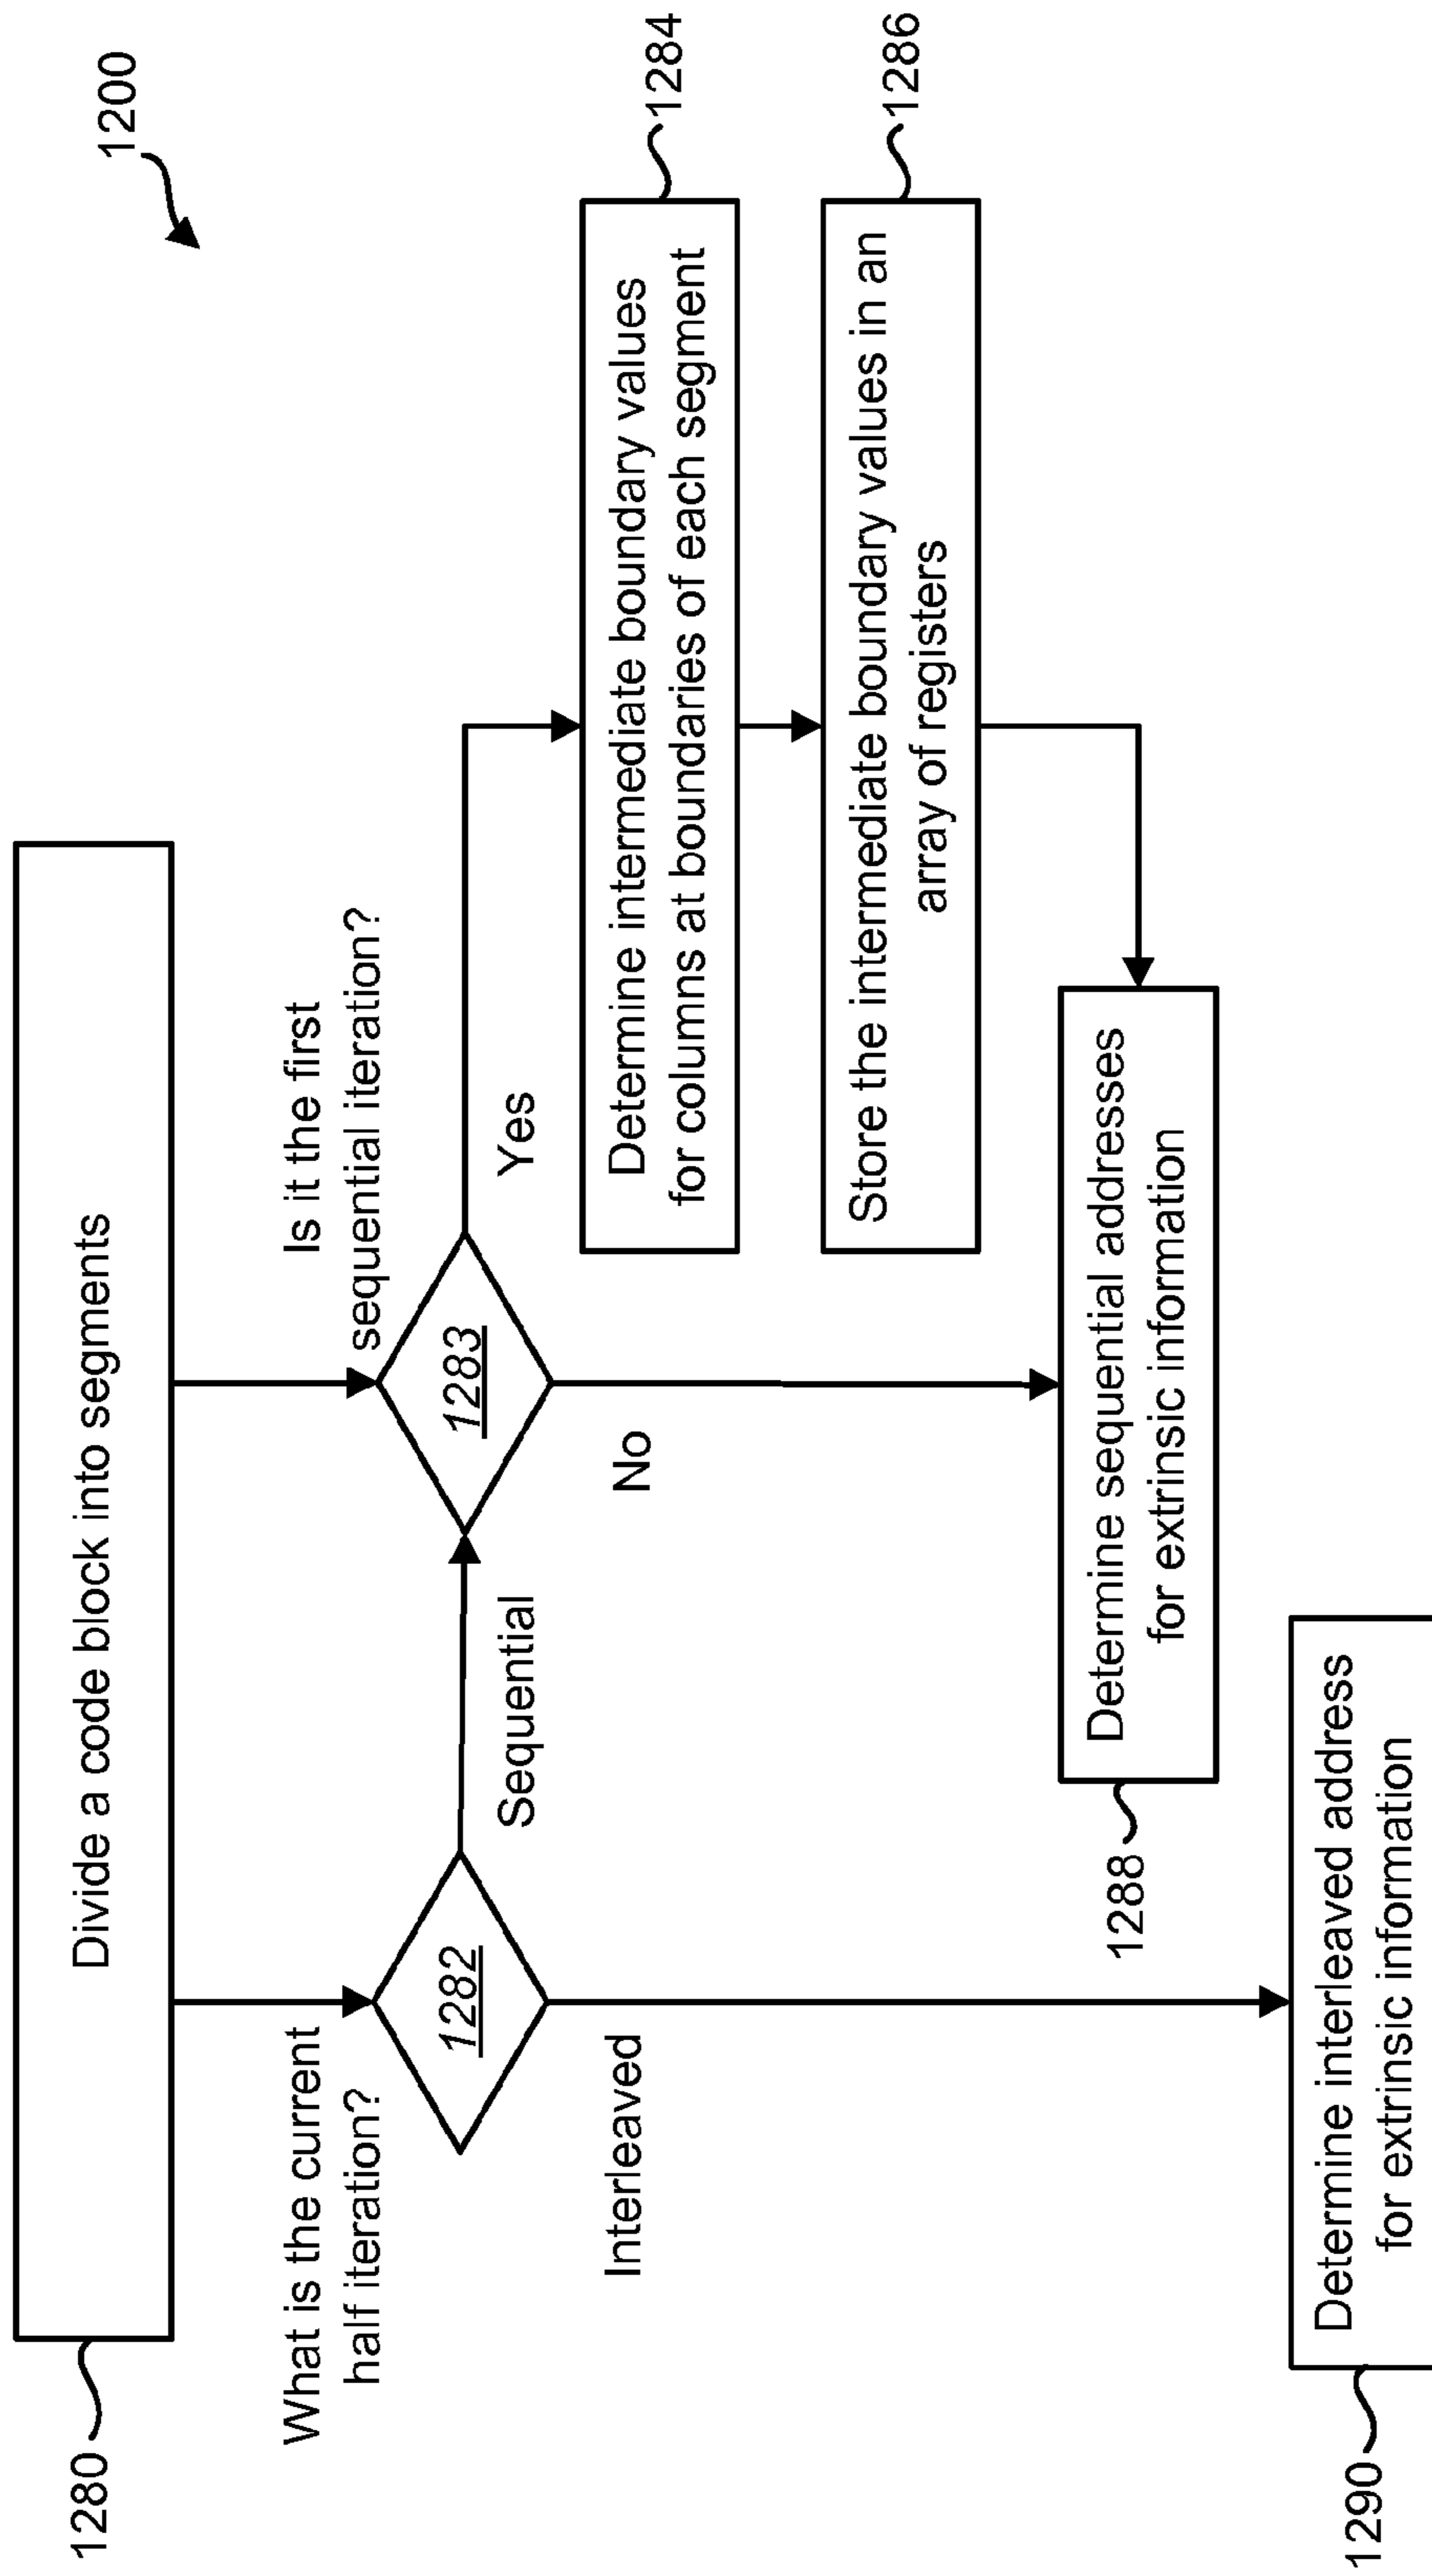 1200
1280
Divide a code block into segments
What is the current
half iteration?
1282
Sequential
Interleaved
Is it the first
sequential iteration?
1283
Yes
No
1284
Determine intermediate boundary values
for columns at boundaries of each segment
1286
Store the intermediate boundary values in an
array of registers
1288
Determine sequential addresses
for extrinsic information
1290
Determine interleaved address
for extrinsic information